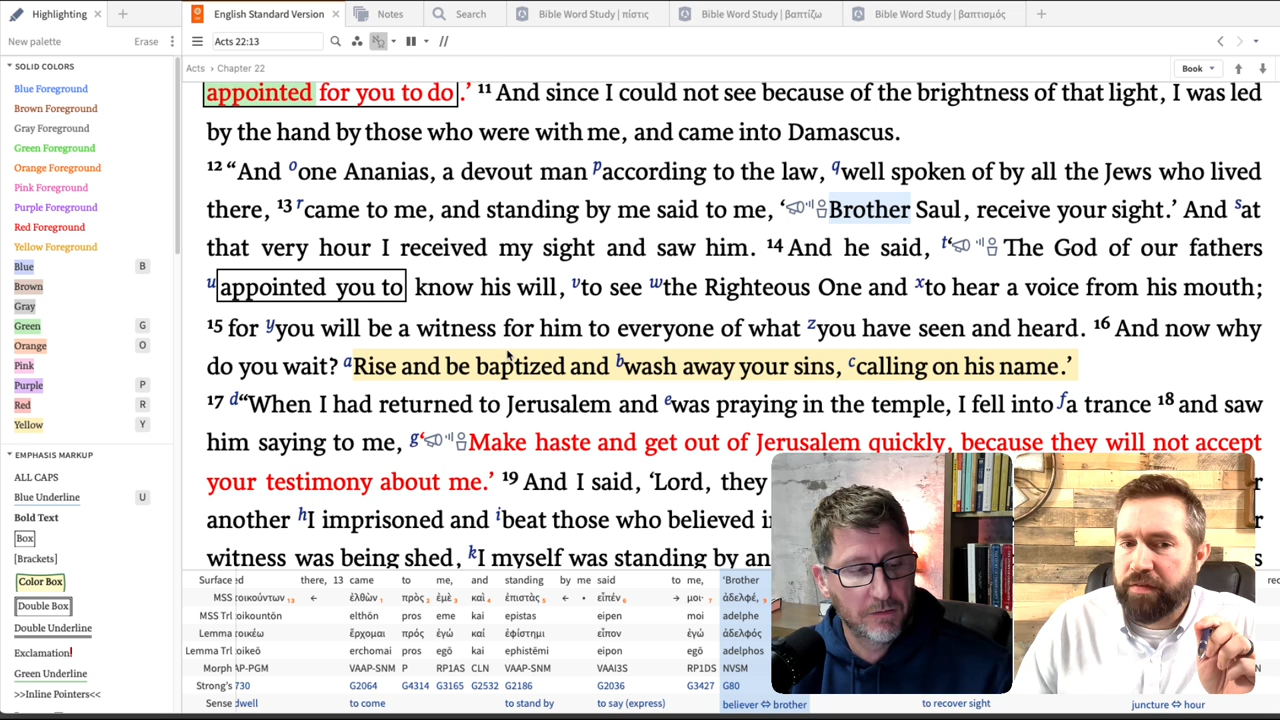 Highlighting × +
English Standard Version × Notes Search Bible Word Study | πίστις Bible Word Study | βαπτίζω Bible Word Study | βαπτισμός +
New palette Erase
Acts 22:13
Acts › Chapter 22 Book
SOLID COLORS
Blue Foreground
Brown Foreground
Gray Foreground
Green Foreground
Orange Foreground
Pink Foreground
Purple Foreground
Red Foreground
Yellow Foreground
Blue B
Brown
Gray
Green G
Orange O
Pink
Purple P
Red R
Yellow Y
EMPHASIS MARKUP
ALL CAPS
Blue Underline U
Bold Text
Box
[Brackets]
Color Box
Double Box
Double Underline
Exclamation!
Green Underline
>>Inline Pointers<<
appointed for you to do.’ 11 And since I could not see because of the brightness of that light, I was led
by the hand by those who were with me, and came into Damascus.
12 “And o one Ananias, a devout man p according to the law, q well spoken of by all the Jews who lived
there, 13 r came to me, and standing by me said to me, ‘Brother Saul, receive your sight.’ And s at
that very hour I received my sight and saw him. 14 And he said, t ‘The God of our fathers
u appointed you to know his will, v to see w the Righteous One and x to hear a voice from his mouth;
15 for y you will be a witness for him to everyone of what z you have seen and heard. 16 And now why
do you wait? a Rise and be baptized and b wash away your sins, c calling on his name.’
17 d “When I had returned to Jerusalem and e was praying in the temple, I fell into f a trance 18 and saw
him saying to me, g ‘Make haste and get out of Jerusalem quickly, because they will not accept
your testimony about me.’ 19 And I said, ‘Lord, they
another h I imprisoned and i beat those who believed in
witness was being shed, k I myself was standing by an
Surface d there, 13 came to me, and standing by me said to me, ‘Brother
MSS οικούντων 13 ← ἐλθὼν 1 πρὸς 2 ἐμὲ 3 καὶ 4 ἐπιστὰς 5 ← • εἶπέν 6 → μοι· 7 ἀδελφέ, 9
MSS Trl oikountōn elthōn pros eme kai epistas eipen moi adelphe
Lemma οικέω ἔρχομαι πρός ἐγώ καί ἐφίστημι εἶπον ἐγώ ἀδελφός
Lemma Trl oikeō erchomai pros egō kai ephistēmi eipon egō adelphos
Morph AP-PGM VAAP-SNM P RP1AS CLN VAAP-SNM VAAI3S RP1DS NVSM
Strong’s 730 G2064 G4314 G3165 G2532 G2186 G2036 G3427 G80
Sense dwell to come to stand by to say (express) believer ⇔ brother to recover sight juncture ⇔ hour